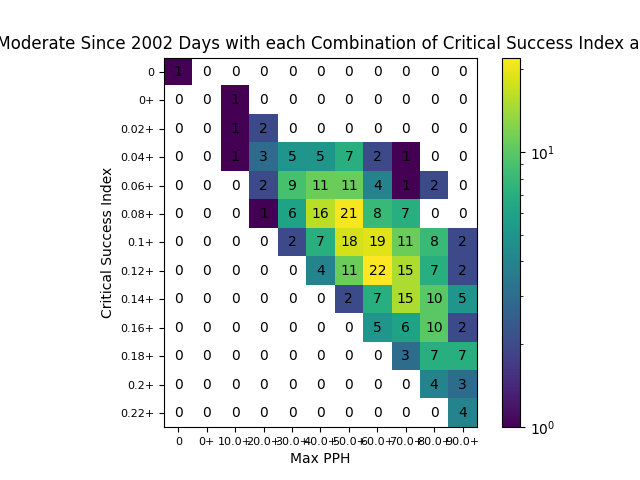 Moderate Since 2002 Days with each Combination of Critical Success Index a
Critical Success Index
0 1 0 0 0 0 0 0 0 0 0 0
0+ 0 0 1 0 0 0 0 0 0 0 0
0.02+ 0 0 1 2 0 0 0 0 0 0 0
0.04+ 0 0 1 3 5 5 7 2 1 0 0
0.06+ 0 0 0 2 9 11 11 4 1 2 0
0.08+ 0 0 0 1 6 16 21 8 7 0 0
0.1+ 0 0 0 0 2 7 18 19 11 8 2
0.12+ 0 0 0 0 0 4 11 22 15 7 2
0.14+ 0 0 0 0 0 0 2 7 15 10 5
0.16+ 0 0 0 0 0 0 0 5 6 10 2
0.18+ 0 0 0 0 0 0 0 0 3 7 7
0.2+ 0 0 0 0 0 0 0 0 0 4 3
0.22+ 0 0 0 0 0 0 0 0 0 0 4
0 0+ 10.0+ 20.0+ 30.0+ 40.0+ 50.0+ 60.0+ 70.0+ 80.0+ 90.0+
Max PPH
10¹
10⁰